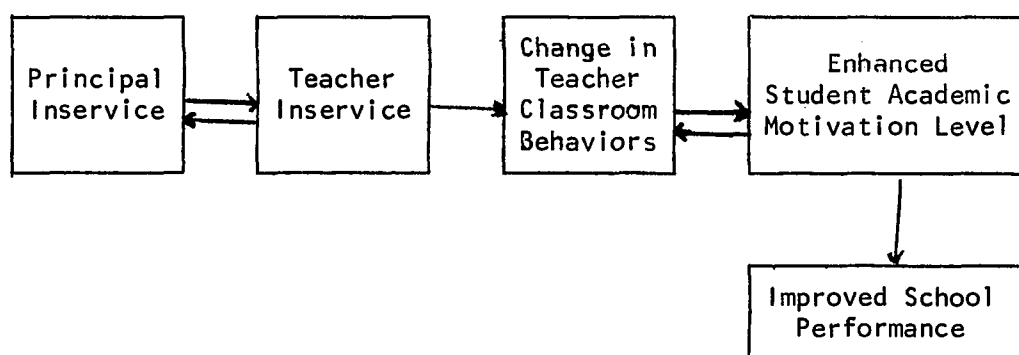 Principal
Inservice
Teacher
Inservice
Change in
Teacher
Classroom
Behaviors
Enhanced
Student Academic
Motivation Level
Improved School
Performance